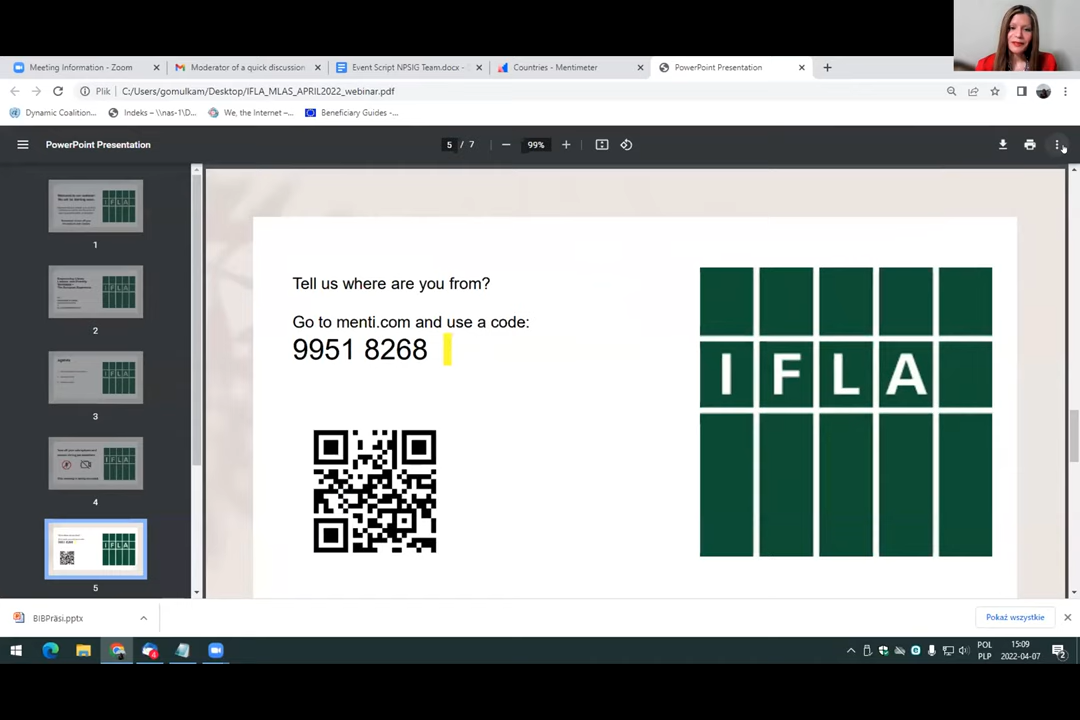 Meeting Information - Zoom
Moderator of a quick discussion
Event Script NPSIG Team.docx -
Countries - Mentimeter
PowerPoint Presentation
Plik
C:/Users/gomulkam/Desktop/IFLA_MLAS_APRIL2022_webinar.pdf
Dynamic Coalition...
Indeks – \\nas-1\D...
We, the Internet –...
Beneficiary Guides -...
PowerPoint Presentation
5 / 7
99%
1
2
3
4
5
Tell us where are you from?
Go to menti.com and use a code:
9951 8268
IFLA
BIBPräsi.pptx
Pokaż wszystkie
POL
PLP
15:09
2022-04-07
2